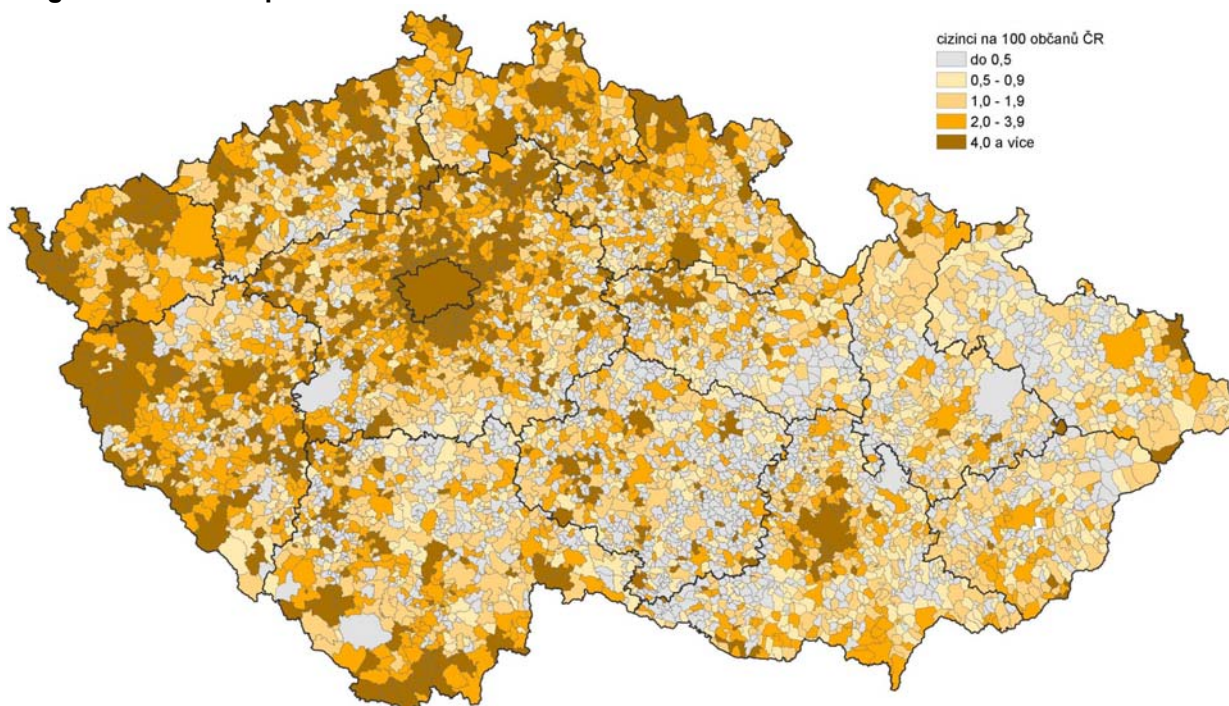 cizinci na 100 občanů ČR
do 0,5
0,5 - 0,9
1,0 - 1,9
2,0 - 3,9
4,0 a více